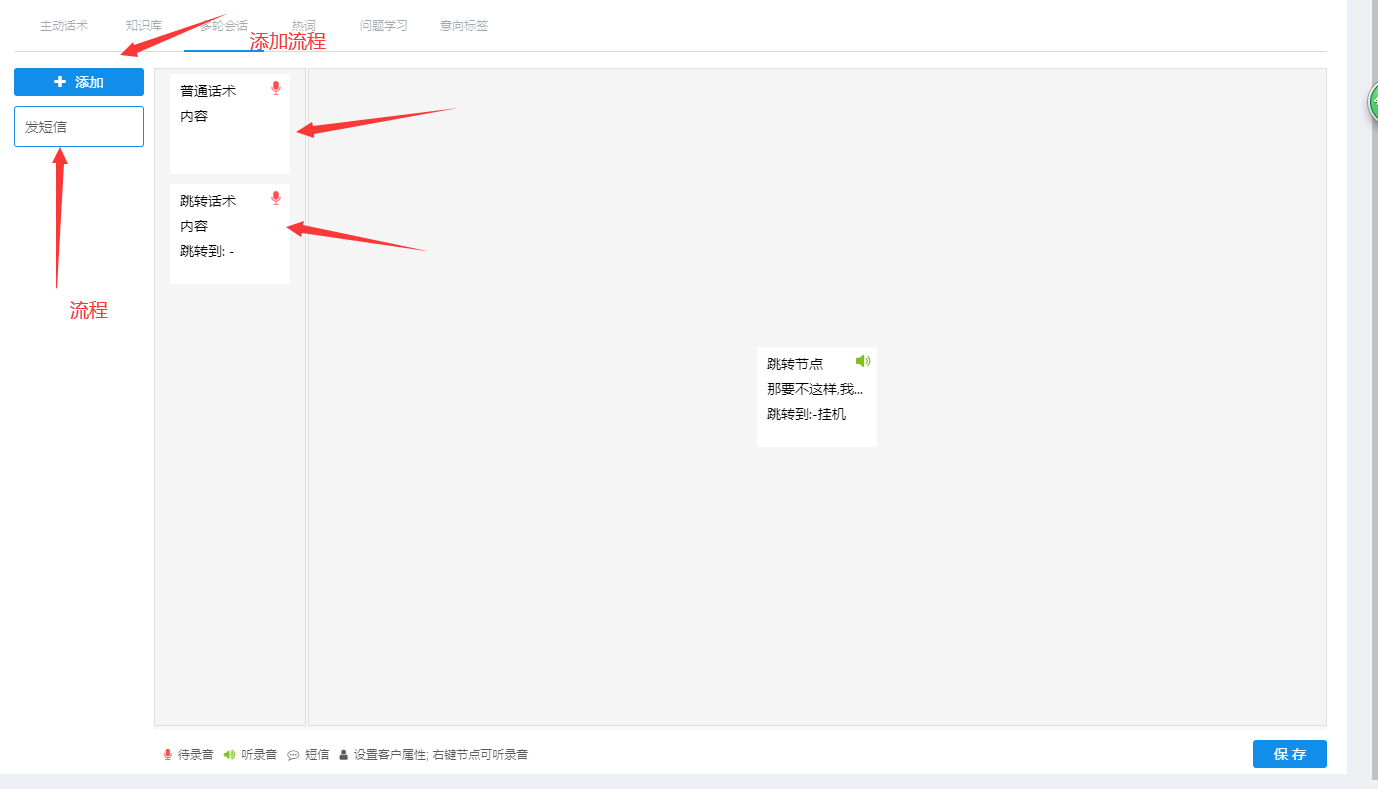 主动话术 知识库 多轮会话 热词 问题学习 意向标签
添加流程
添加
发短信
流程
普通话术
内容
跳转话术
内容
跳转到: -
跳转节点
那要不这样,我...
跳转到:-挂机
待录音 听录音 短信 设置客户属性; 右键节点可听录音
保存